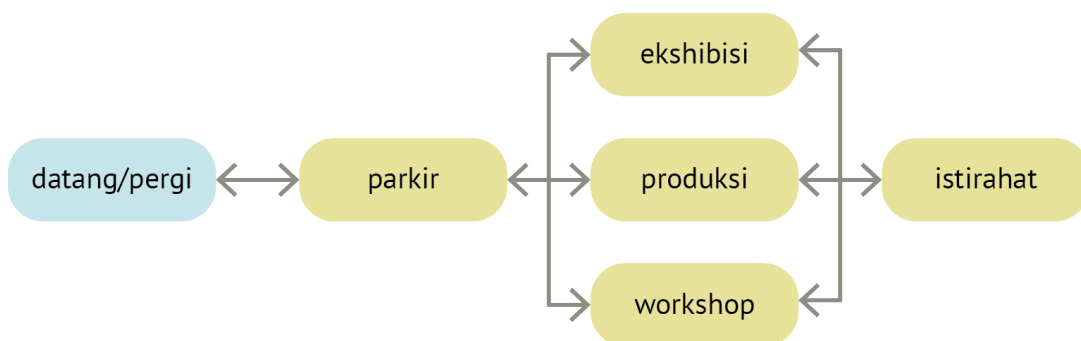 datang/pergi
parkir
ekshibisi
produksi
workshop
istirahat